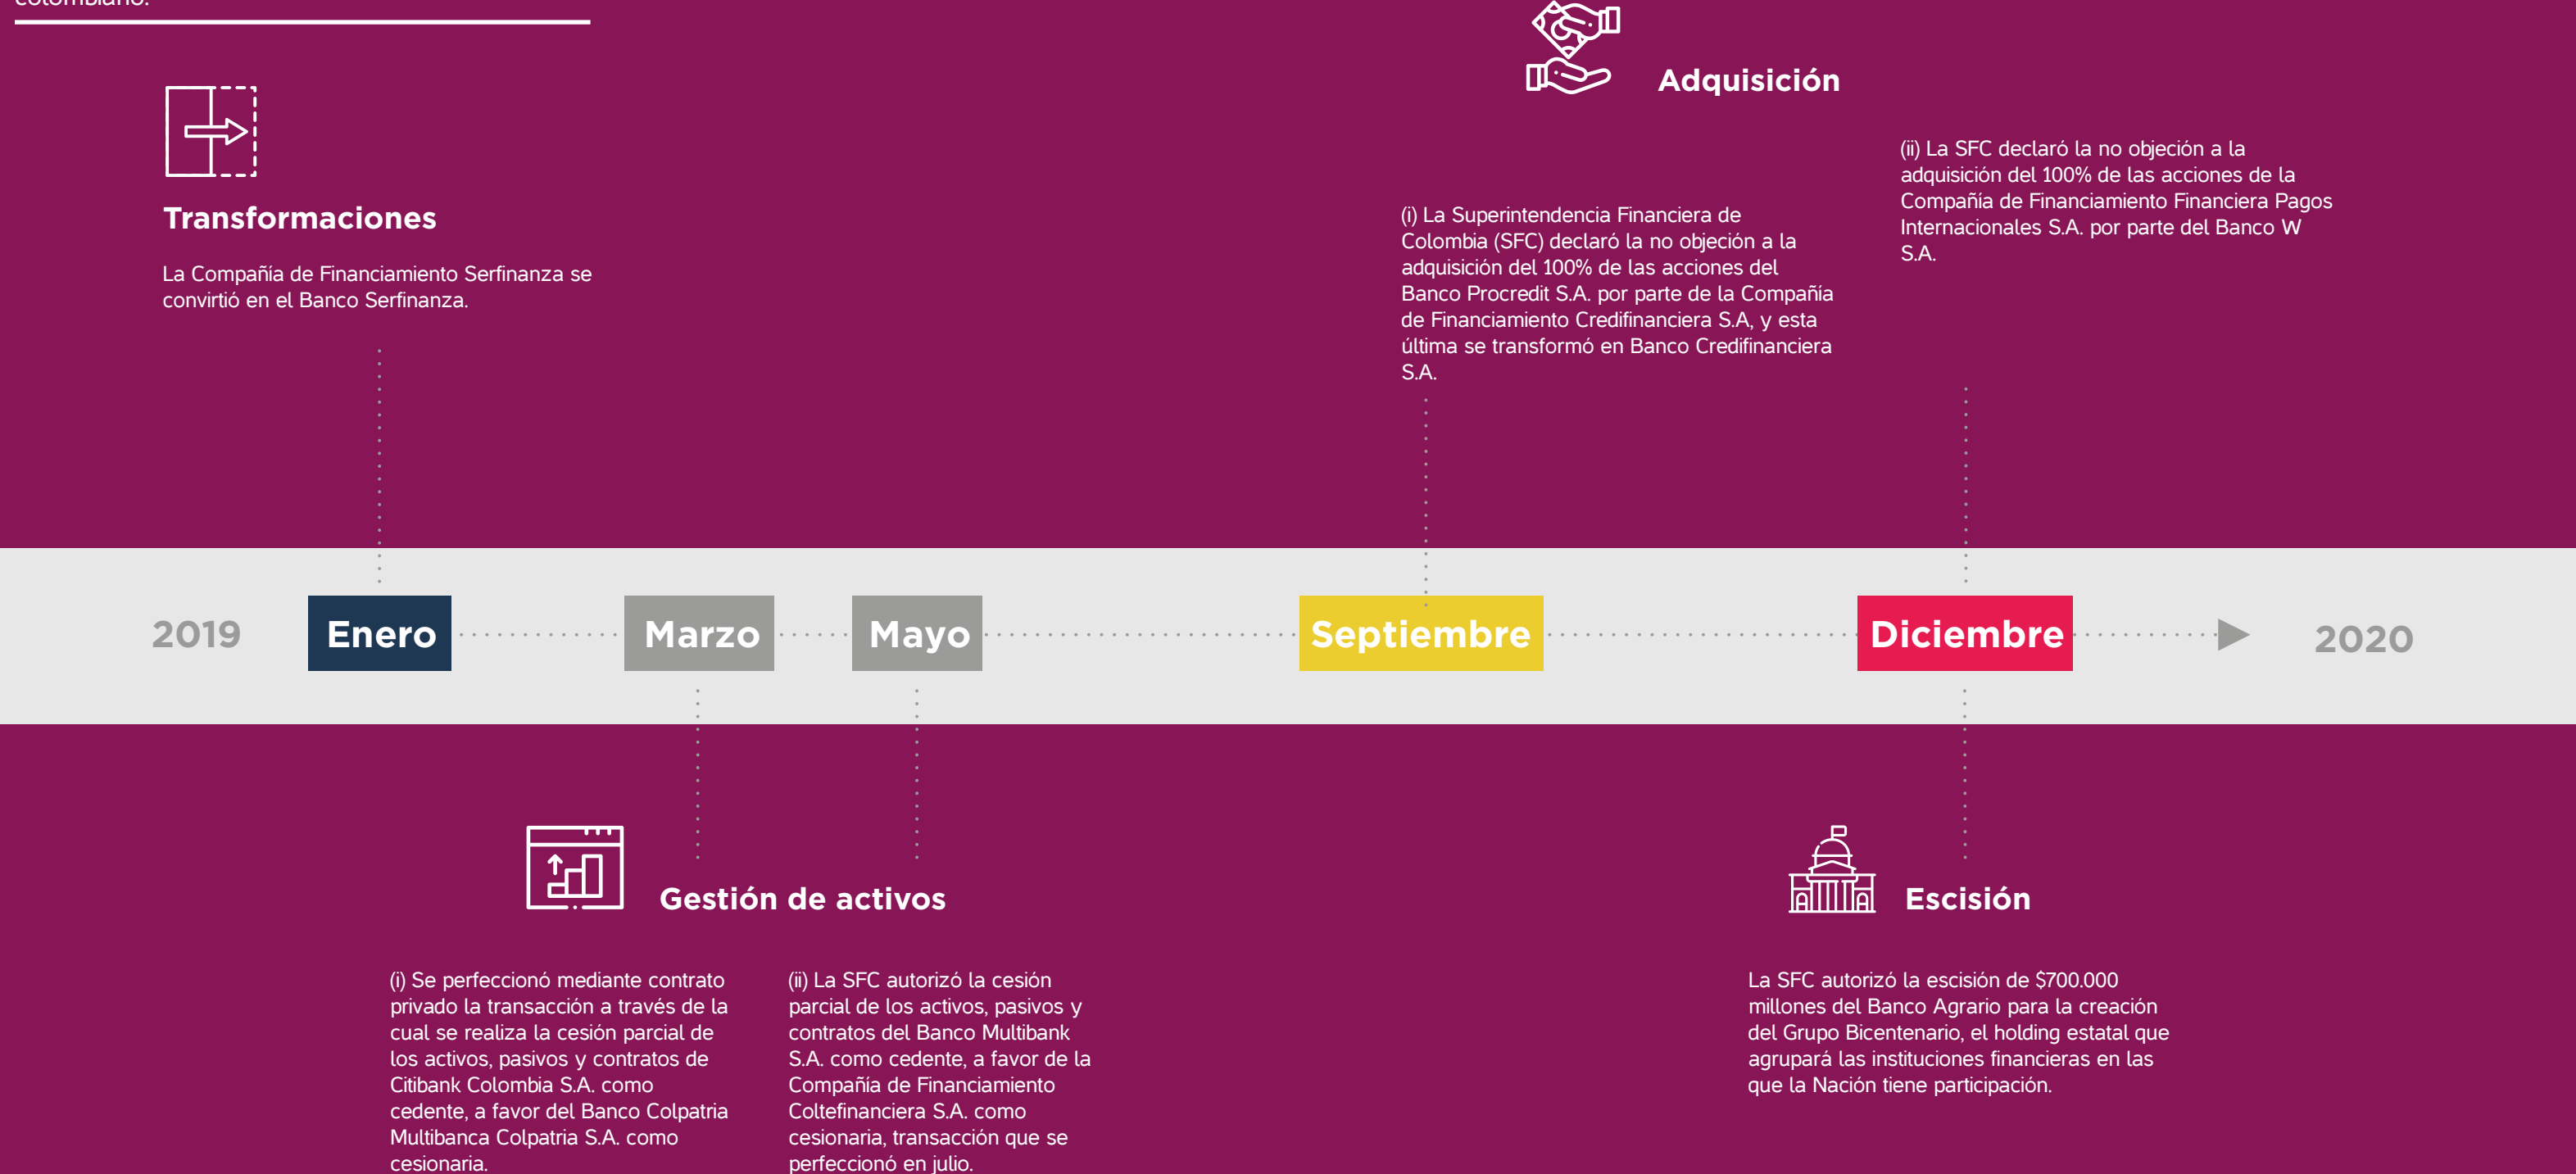 colombiano.
Transformaciones
La Compañía de Financiamiento Serfinanza se
convirtió en el Banco Serfinanza.
Adquisición
(i) La Superintendencia Financiera de
Colombia (SFC) declaró la no objeción a la
adquisición del 100% de las acciones del
Banco Procredit S.A. por parte de la Compañía
de Financiamiento Credifinanciera S.A, y esta
última se transformó en Banco Credifinanciera
S.A.
(ii) La SFC declaró la no objeción a la
adquisición del 100% de las acciones de la
Compañía de Financiamiento Financiera Pagos
Internacionales S.A. por parte del Banco W
S.A.
2019
Enero
Marzo
Mayo
Septiembre
Diciembre
2020
Gestión de activos
(i) Se perfeccionó mediante contrato
privado la transacción a través de la
cual se realiza la cesión parcial de
los activos, pasivos y contratos de
Citibank Colombia S.A. como
cedente, a favor del Banco Colpatria
Multibanca Colpatria S.A. como
cesionaria.
(ii) La SFC autorizó la cesión
parcial de los activos, pasivos y
contratos del Banco Multibank
S.A. como cedente, a favor de la
Compañía de Financiamiento
Coltefinanciera S.A. como
cesionaria, transacción que se
perfeccionó en julio.
Escisión
La SFC autorizó la escisión de $700.000
millones del Banco Agrario para la creación
del Grupo Bicentenario, el holding estatal que
agrupará las instituciones financieras en las
que la Nación tiene participación.